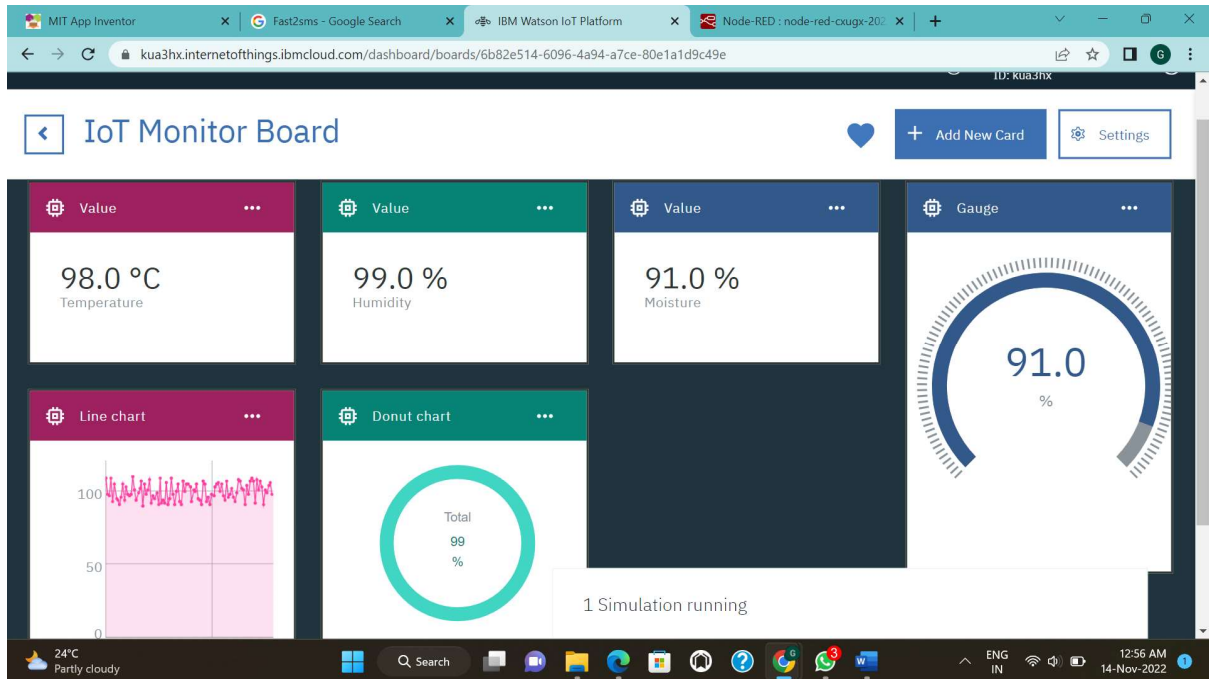 MIT App Inventor
Fast2sms - Google Search
IBM Watson IoT Platform
Node-RED : node-red-cxugx-202
kua3hx.internetofthings.ibmcloud.com/dashboard/boards/6b82e514-6096-4a94-a7ce-80e1a1d9c49e
G
ID: kua3hx
IoT Monitor Board
+ Add New Card
Settings
Value
Value
Value
Gauge
98.0 °C
Temperature
99.0 %
Humidity
91.0 %
Moisture
91.0
%
Line chart
Donut chart
100
50
0
Total
99
%
1 Simulation running
24°C
Partly cloudy
Search
G
3
W
ENG
IN
12:56 AM
14-Nov-2022
1